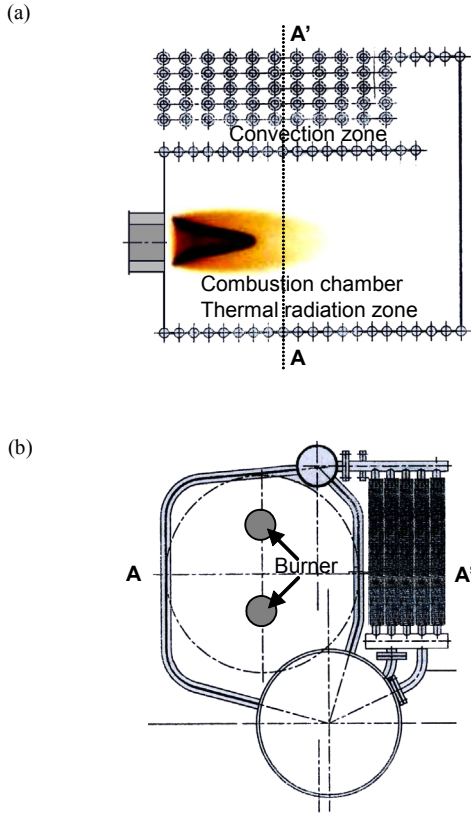 (a)
A'
Convection zone
Combustion chamber
Thermal radiation zone
A
(b)
Burner
A
A'